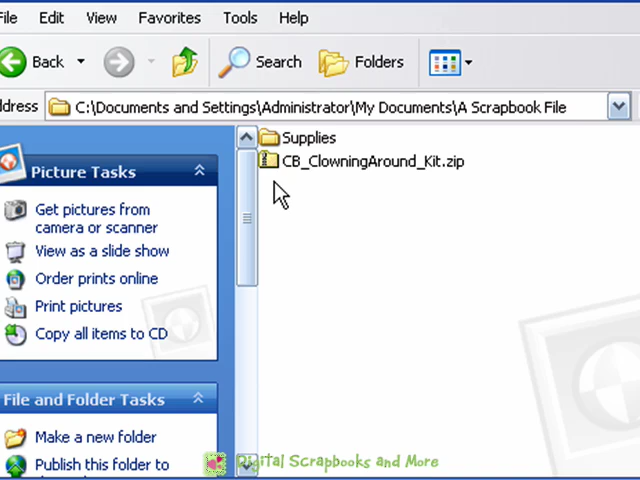 File Edit View Favorites Tools Help
Back Search Folders
ddress C:\Documents and Settings\Administrator\My Documents\A Scrapbook File
Supplies
CB_ClowningAround_Kit.zip
Picture Tasks
Get pictures from
camera or scanner
View as a slide show
Order prints online
Print pictures
Copy all items to CD
File and Folder Tasks
Make a new folder
Publish this folder to
Digital Scrapbooks and More